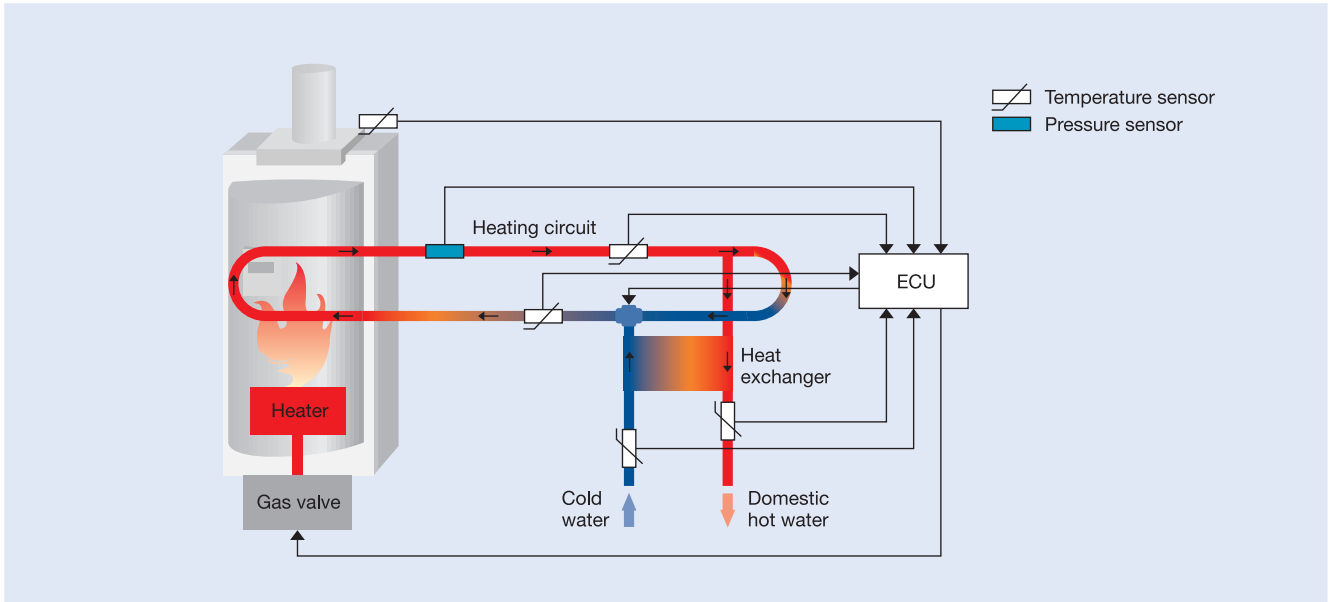 Temperature sensor
Pressure sensor
Heating circuit
ECU
Heat
exchanger
Heater
Gas valve
Cold
water
Domestic
hot water